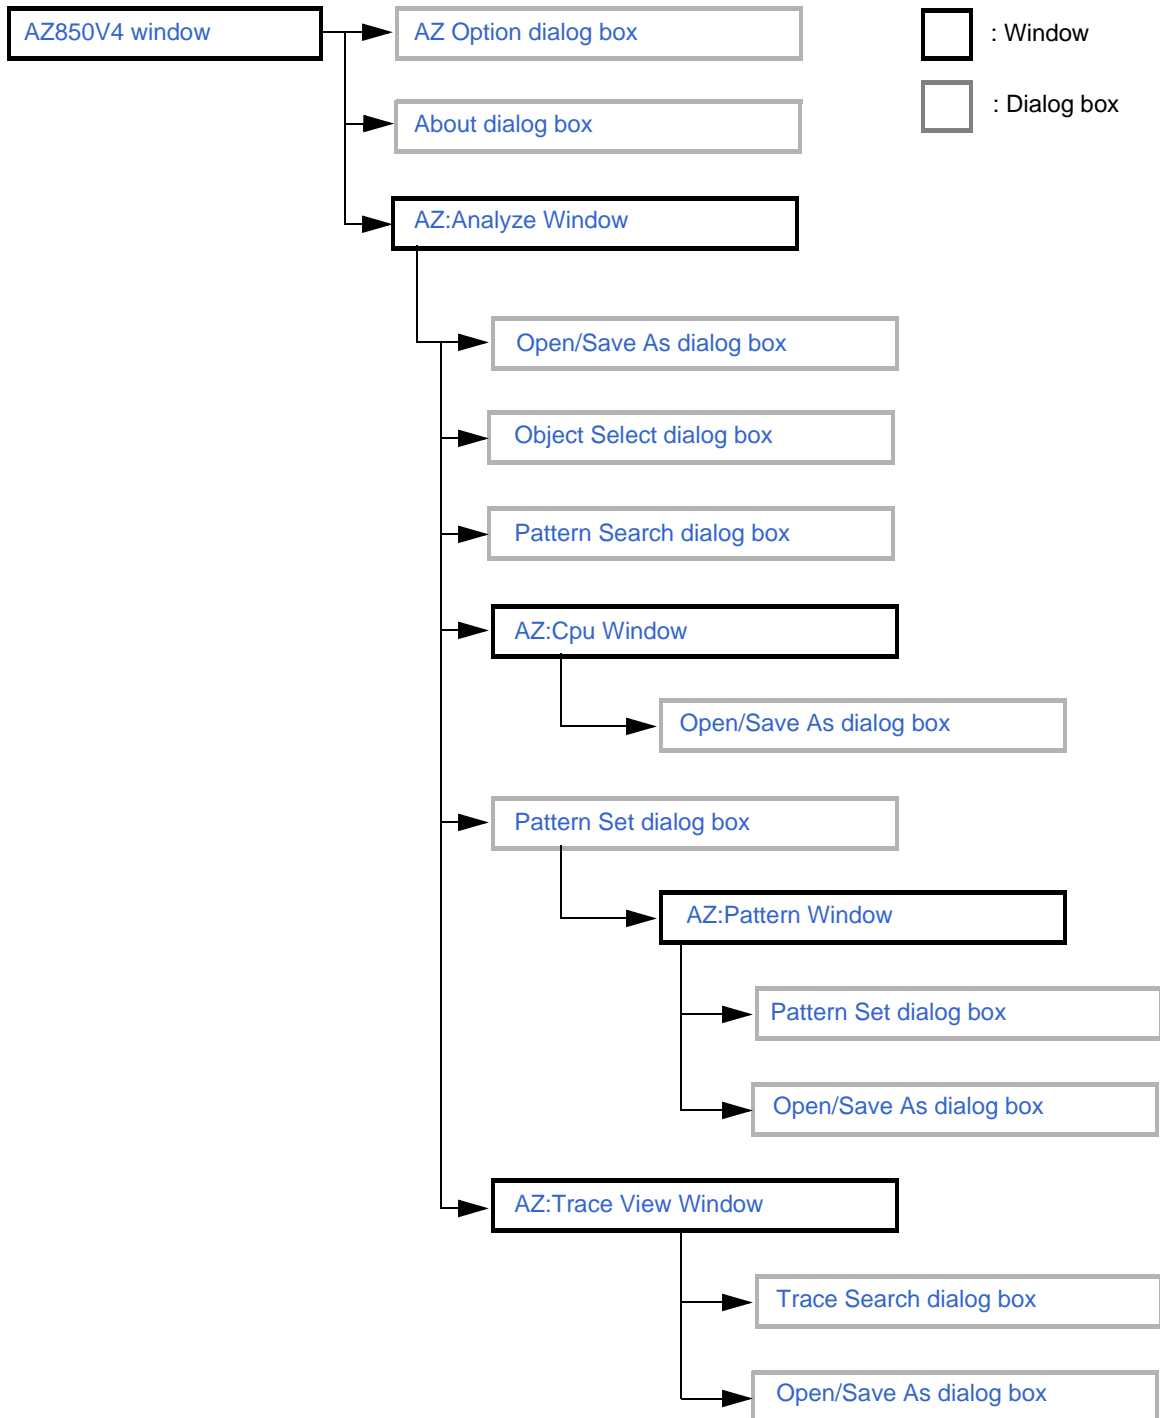 AZ850V4 window
AZ Option dialog box
: Window
About dialog box
: Dialog box
AZ:Analyze Window
Open/Save As dialog box
Object Select dialog box
Pattern Search dialog box
AZ:Cpu Window
Open/Save As dialog box
Pattern Set dialog box
AZ:Pattern Window
Pattern Set dialog box
Open/Save As dialog box
AZ:Trace View Window
Trace Search dialog box
Open/Save As dialog box